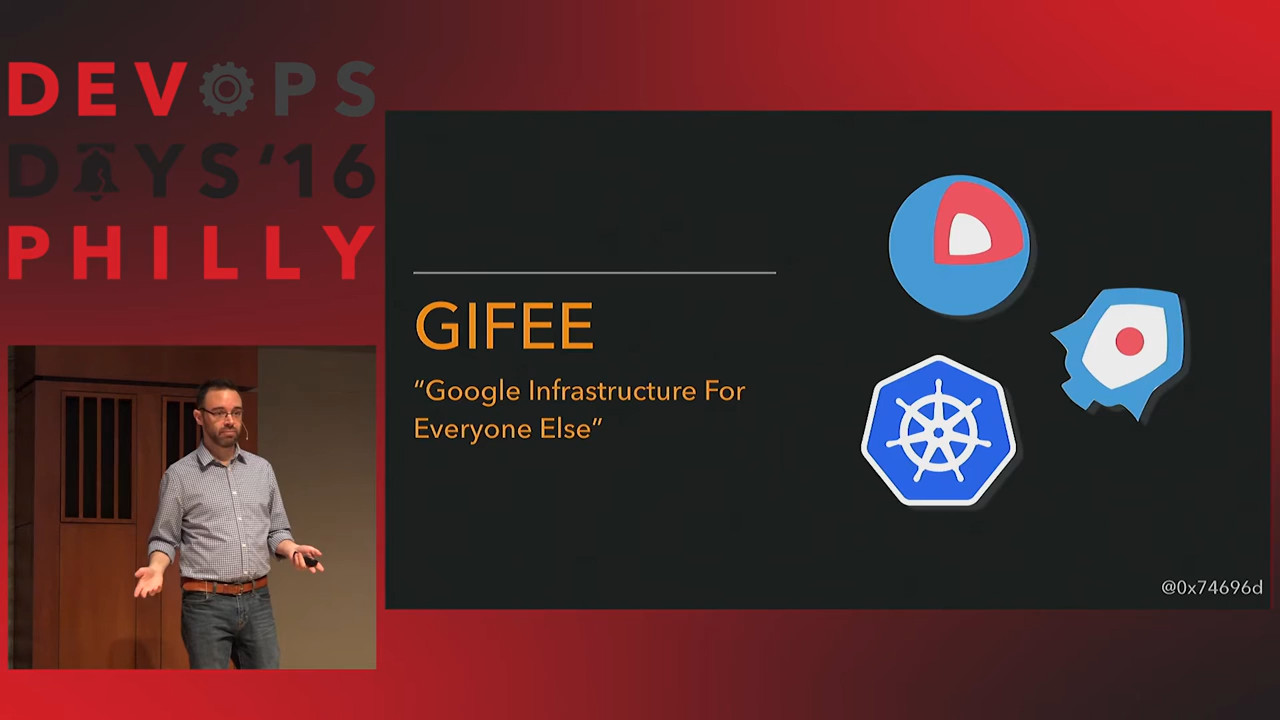 DEVOPS
DAYS '16
PHILLY
GIFEE
“Google Infrastructure For
Everyone Else”
@0x74696d